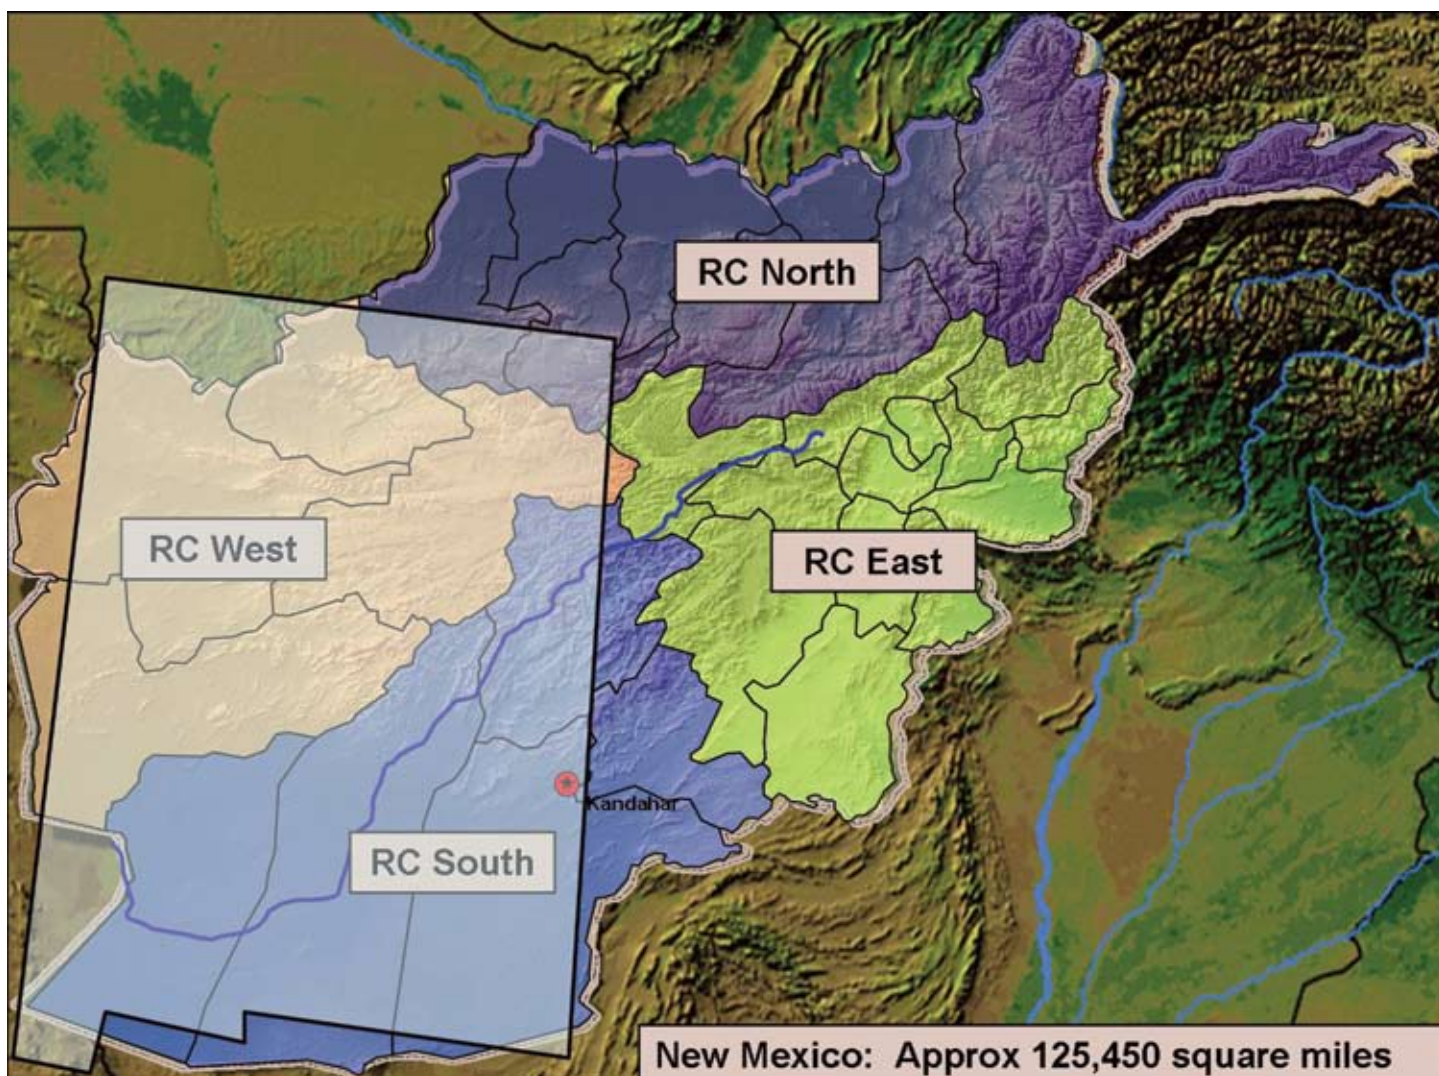 RC North
RC West
RC East
Kandahar
RC South
New Mexico: Approx 125,450 square miles